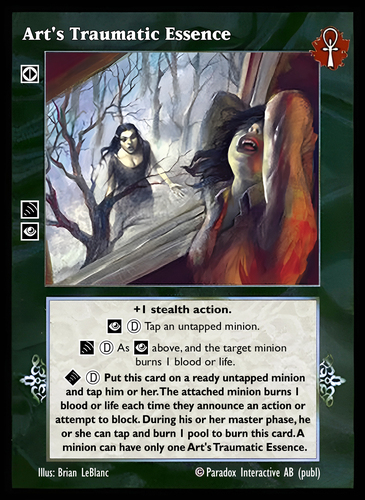 Art's Traumatic Essence
+1 stealth action.
Ⓓ Tap an untapped minion.
Ⓓ As above, and the target minion
burns 1 blood or life.
Ⓓ Put this card on a ready untapped minion
and tap him or her. The attached minion burns 1
blood or life each time they announce an action or
attempt to block. During his or her master phase, he
or she can tap and burn 1 pool to burn this card. A
minion can have only one Art's Traumatic Essence.
Illus: Brian LeBlanc © Paradox Interactive AB (publ)